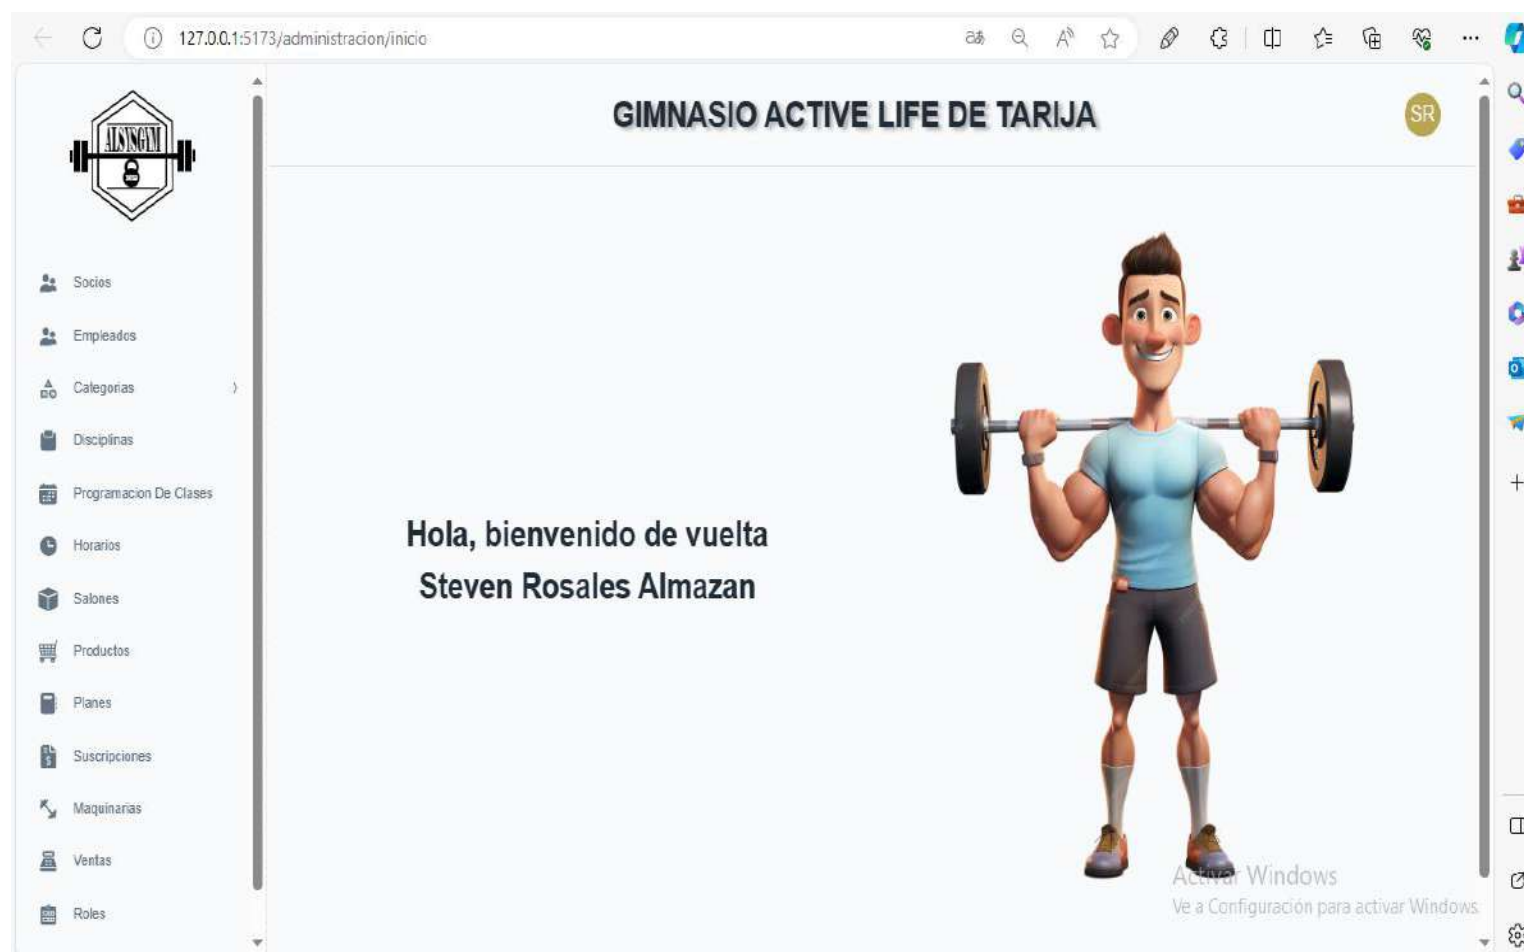 127.0.0.1:5173/administracion/inicio
ALSYSGYM
GIMNASIO ACTIVE LIFE DE TARIJA
SR
Socios
Empleados
Categorias
Disciplinas
Programacion De Clases
Horarios
Salones
Productos
Planes
Suscripciones
Maquinarias
Ventas
Roles
Hola, bienvenido de vuelta
Steven Rosales Almazan
Activar Windows
Ve a Configuración para activar Windows.